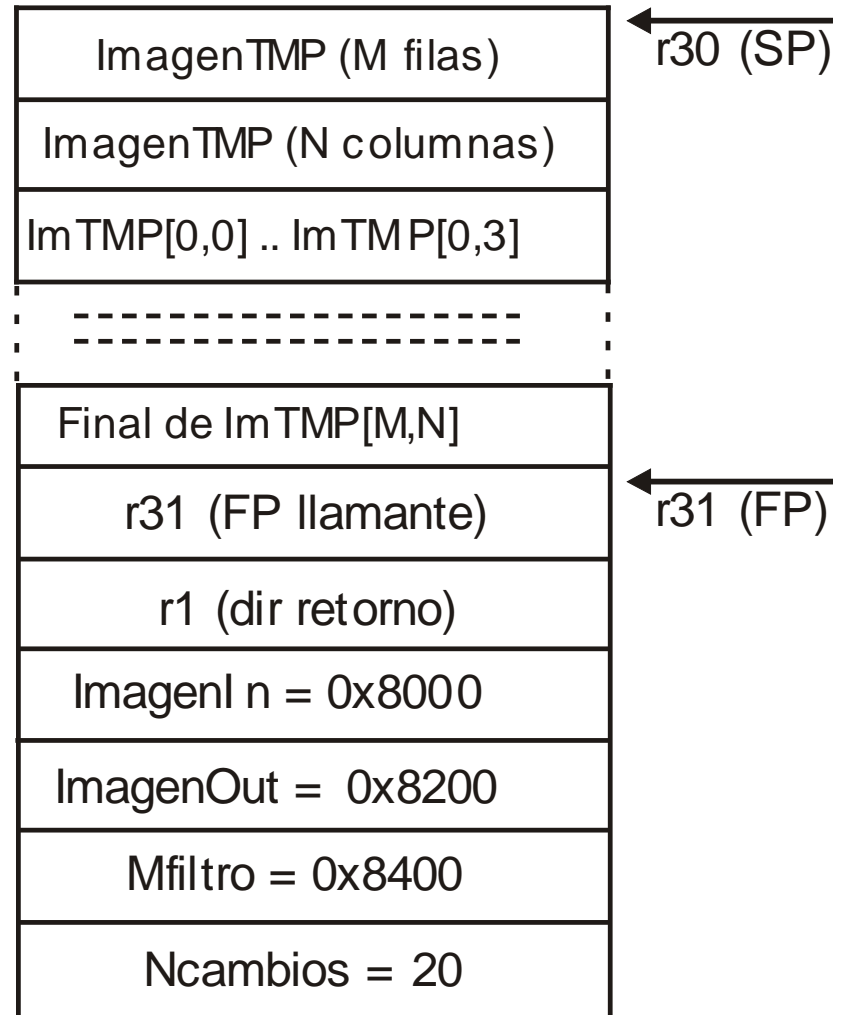 ImagenTMP (M filas)
r30 (SP)
ImagenTMP (N columnas)
ImTMP[0,0] .. ImTMP[0,3]
Final de ImTMP[M,N]
r31 (FP llamante)
r31 (FP)
r1 (dir retorno)
ImagenIn = 0x8000
ImagenOut = 0x8200
Mfiltro = 0x8400
Ncambios = 20